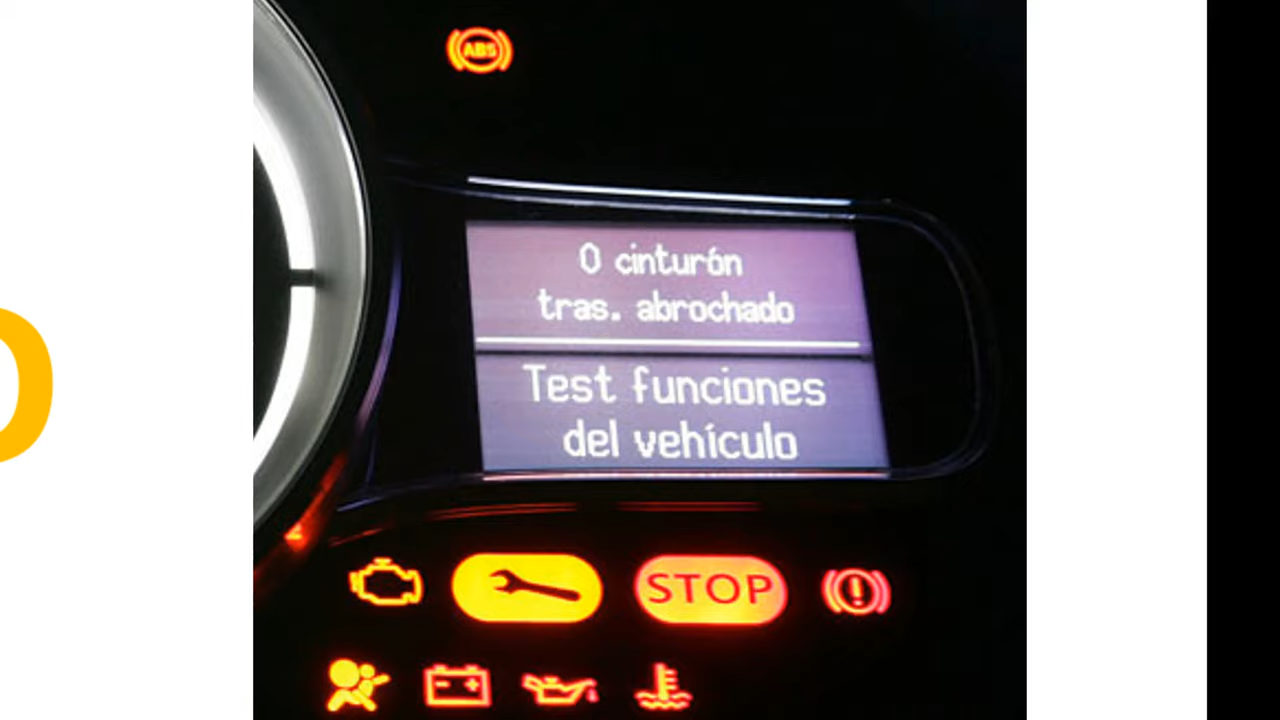 ABS
0 cinturón
tras. abrochado
Test funciones
del vehículo
STOP